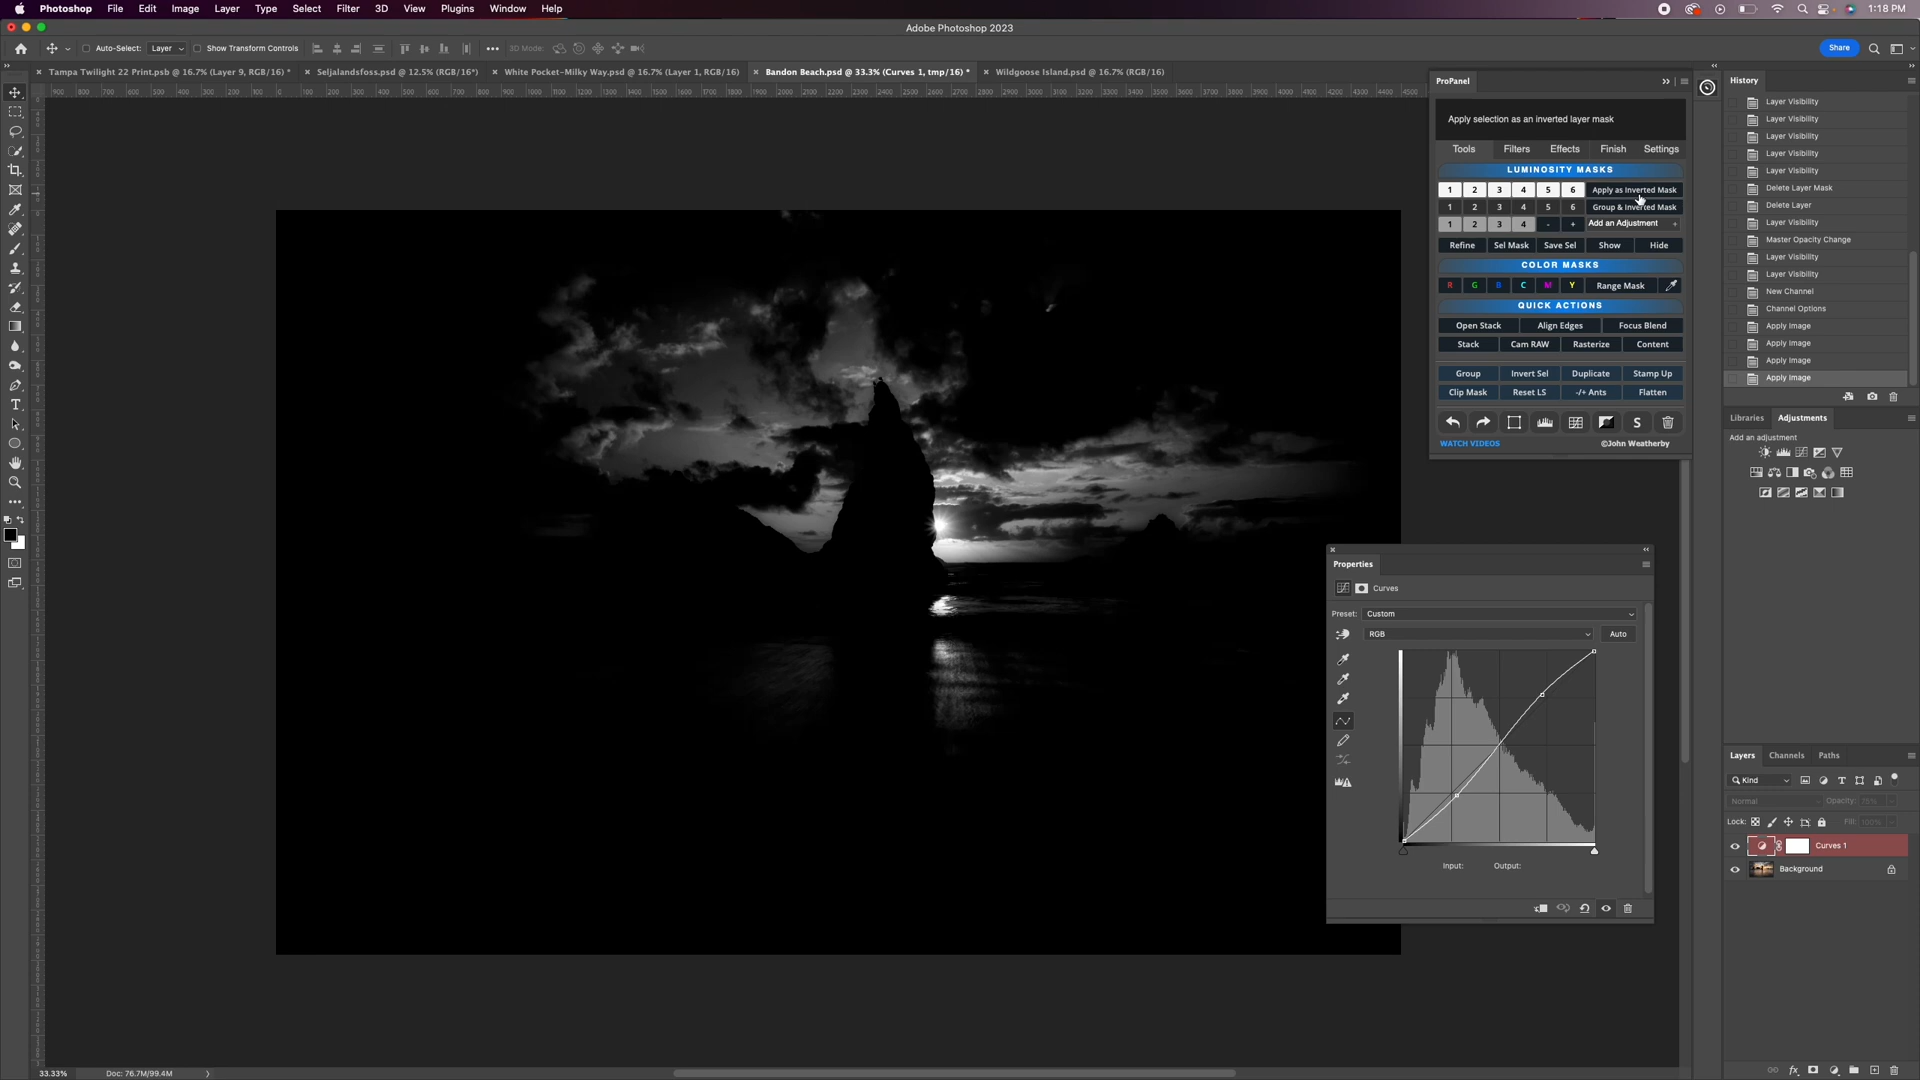 Photoshop File Edit Image Layer Type Select Filter 3D View Plugins Window Help 1:18 PM
Adobe Photoshop 2023
Auto-Select: Layer Show Transform Controls 3D Mode: Share
Tampa Twilight 22 Print.psb @ 16.7% (Layer 9, RGB/16) * Seljalandsfoss.psd @ 12.5% (RGB/16*) White Pocket-Milky Way.psd @ 16.7% (Layer 1, RGB/16) Bandon Beach.psd @ 33.3% (Curves 1, tmp/16) * Wildgoose Island.psd @ 16.7% (RGB/16)
ProPanel
Apply selection as an inverted layer mask
Tools Filters Effects Finish Settings
LUMINOSITY MASKS
1 2 3 4 5 6 Apply as Inverted Mask
1 2 3 4 5 6 Group & Inverted Mask
1 2 3 4 - + Add an Adjustment +
Refine Sel Mask Save Sel Show Hide
COLOR MASKS
R G B C M Y Range Mask
QUICK ACTIONS
Open Stack Align Edges Focus Blend
Stack Cam RAW Rasterize Content
Group Invert Sel Duplicate Stamp Up
Clip Mask Reset LS -/+ Ants Flatten
S
WATCH VIDEOS ©John Weatherby
History
Layer Visibility
Layer Visibility
Layer Visibility
Layer Visibility
Layer Visibility
Delete Layer Mask
Delete Layer
Layer Visibility
Master Opacity Change
Layer Visibility
Layer Visibility
New Channel
Channel Options
Apply Image
Apply Image
Apply Image
Apply Image
Libraries Adjustments
Add an adjustment
Properties
Curves
Preset: Custom
RGB Auto
Input: Output:
Layers Channels Paths
Kind
Normal Opacity: 75%
Lock: Fill: 100%
Curves 1
Background
33.33% Doc: 76.7M/99.4M